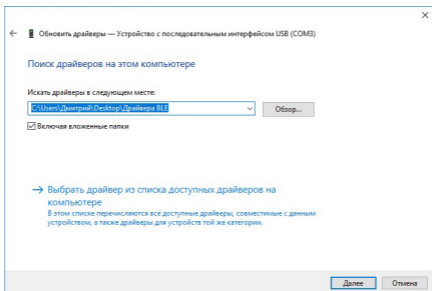 Обновить драйверы — Устройство с последовательным интерфейсом USB (COM3)
Поиск драйверов на этом компьютере
Искать драйверы в следующем месте:
C:\Users\Дмитрий\Desktop\Драйвера BLE
Обзор...
Включая вложенные папки
Выбрать драйвер из списка доступных драйверов на
компьютере
В этом списке перечисляются все доступные драйверы, совместимые с данным
устройством, а также драйверы для устройств той же категории.
Далее
Отмена